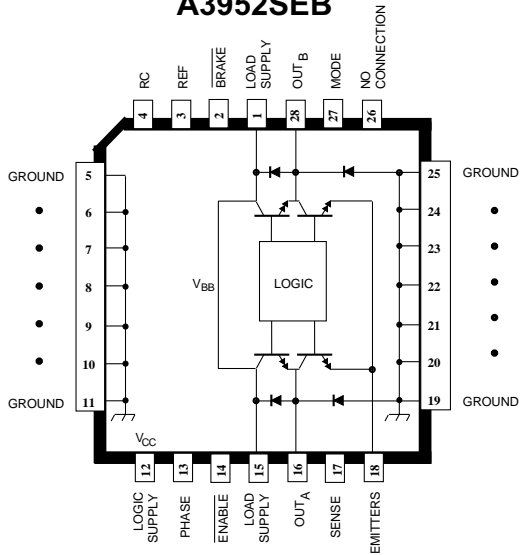 A3952SEB
RC
REF
BRAKE
LOAD
SUPPLY
OUT B
MODE
NO
CONNECTION
4
3
2
1
28
27
26
GROUND
5
25
GROUND
6
24
7
23
8
VBB
LOGIC
22
9
21
10
20
GROUND
11
19
GROUND
VCC
12
13
14
15
16
17
18
LOGIC
SUPPLY
PHASE
ENABLE
LOAD
SUPPLY
OUT A
SENSE
EMITTERS